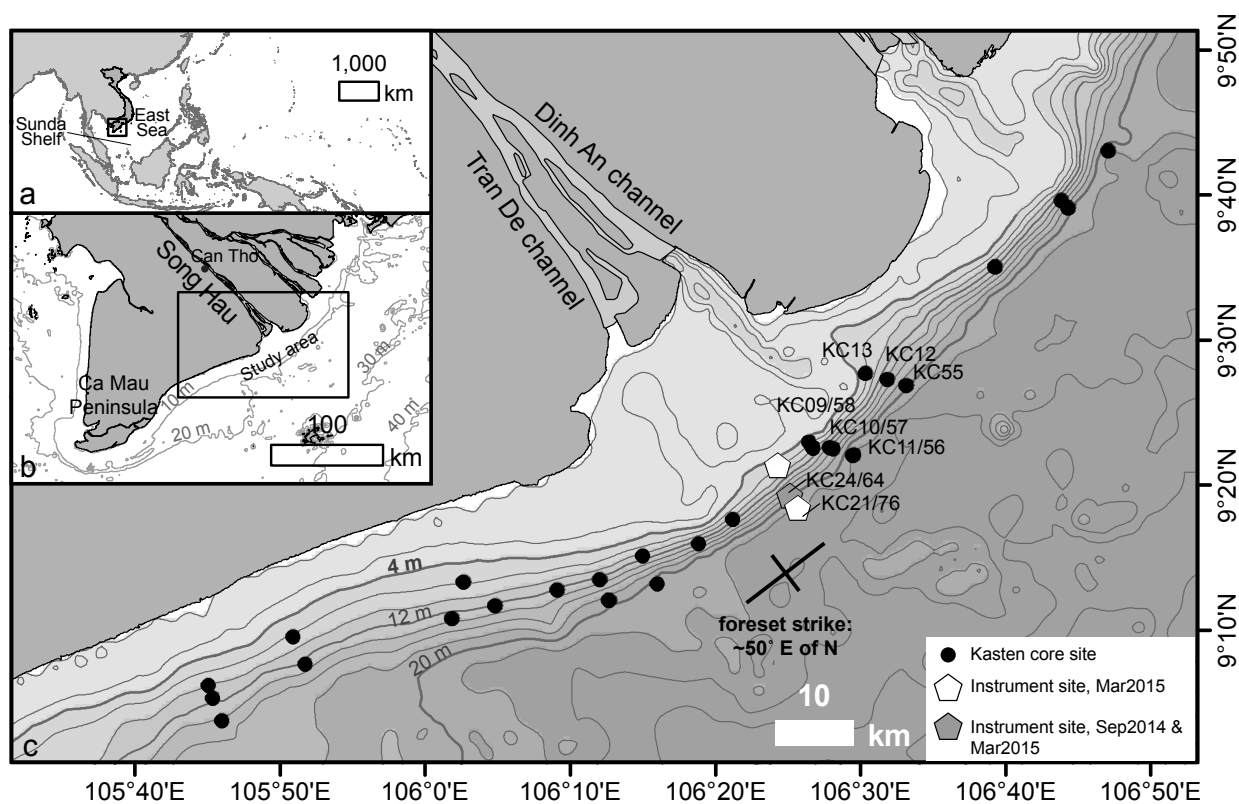 1,000
km
East
Sea
Sunda
Shelf
a
Can Tho
Song Hau
Study area
Ca Mau
Peninsula
10 m
20 m
30 m
40 m
100
km
b
Dinh An channel
Tran De channel
KC13
KC12
KC55
KC09/58
KC10/57
KC11/56
KC24/64
KC21/76
4 m
12 m
20 m
foreset strike:
~50° E of N
10
km
Kasten core site
Instrument site, Mar2015
Instrument site, Sep2014 &
Mar2015
c
9°50'N
9°40'N
9°30'N
9°20'N
9°10'N
105°40'E
105°50'E
106°0'E
106°10'E
106°20'E
106°30'E
106°40'E
106°50'E